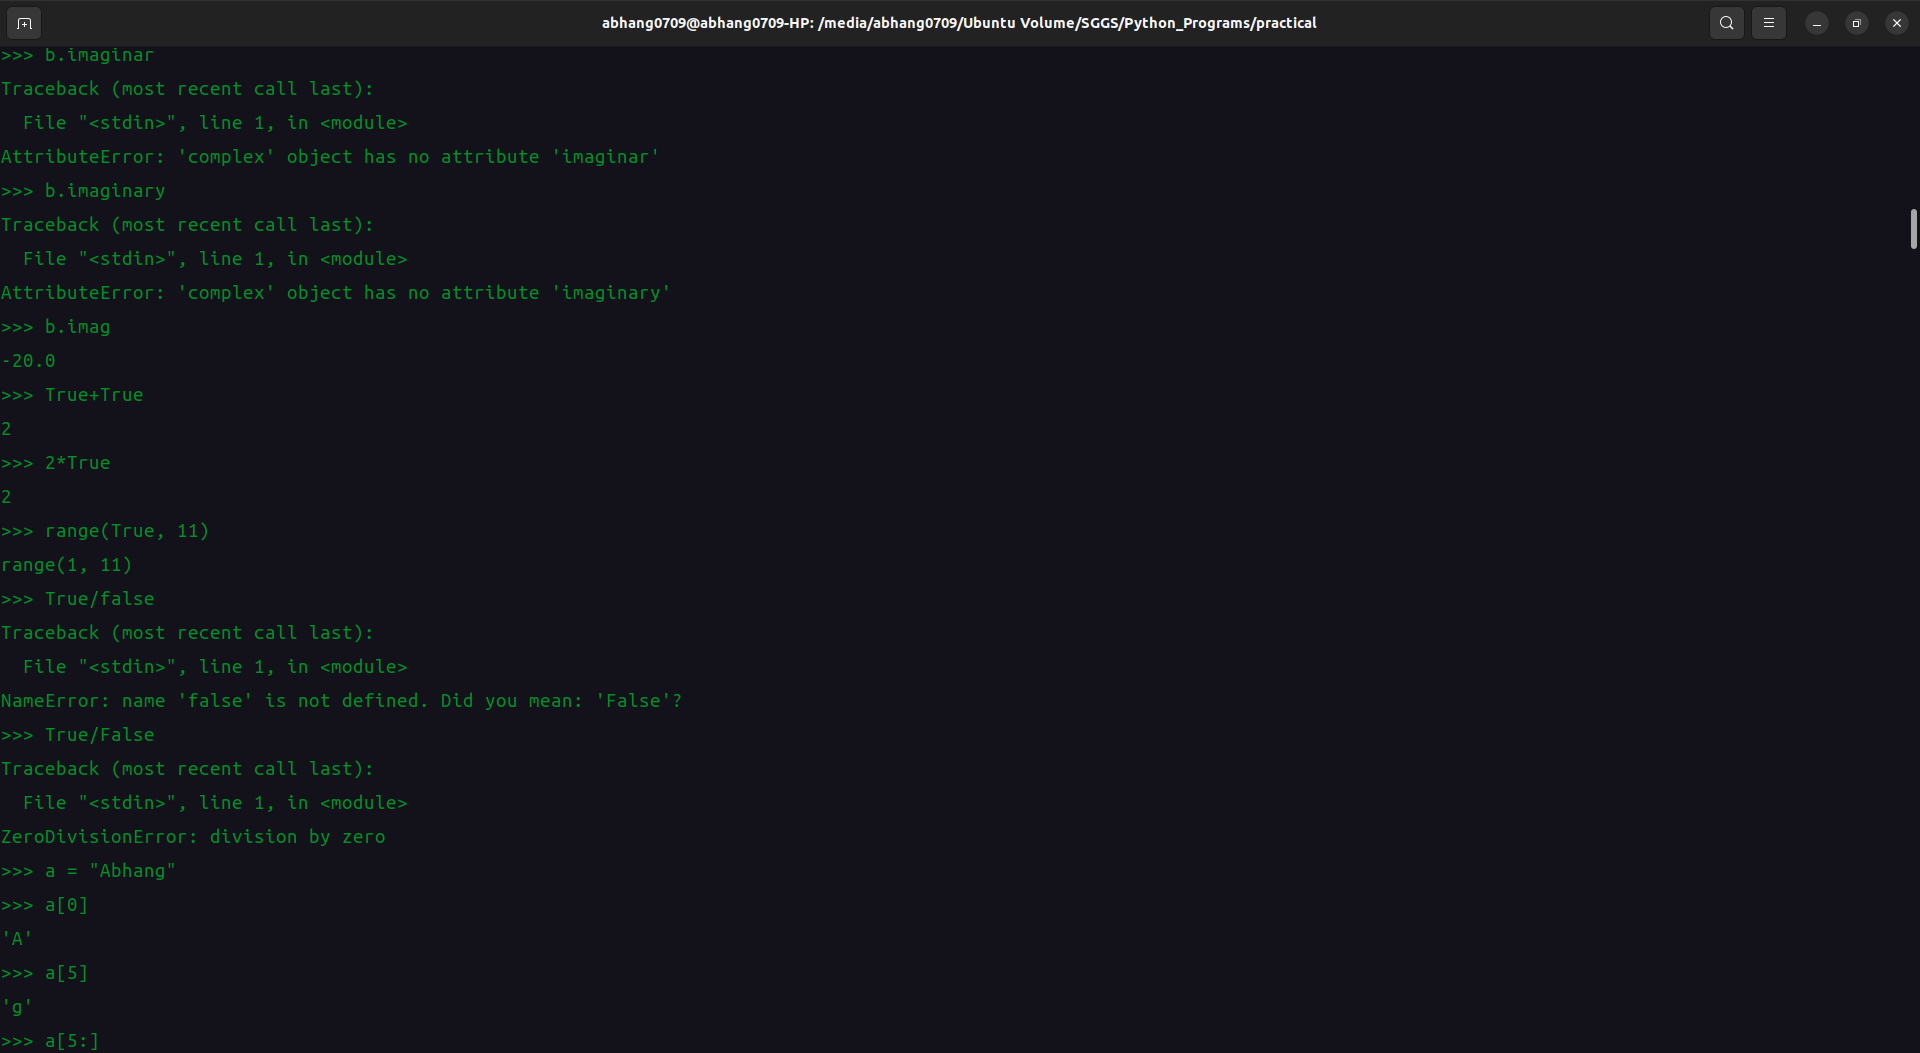 abhang0709@abhang0709-HP: /media/abhang0709/Ubuntu Volume/SGGS/Python_Programs/practical
>>> b.imaginar
Traceback (most recent call last):
  File "<stdin>", line 1, in <module>
AttributeError: 'complex' object has no attribute 'imaginar'
>>> b.imaginary
Traceback (most recent call last):
  File "<stdin>", line 1, in <module>
AttributeError: 'complex' object has no attribute 'imaginary'
>>> b.imag
-20.0
>>> True+True
2
>>> 2*True
2
>>> range(True, 11)
range(1, 11)
>>> True/false
Traceback (most recent call last):
  File "<stdin>", line 1, in <module>
NameError: name 'false' is not defined. Did you mean: 'False'?
>>> True/False
Traceback (most recent call last):
  File "<stdin>", line 1, in <module>
ZeroDivisionError: division by zero
>>> a = "Abhang"
>>> a[0]
'A'
>>> a[5]
'g'
>>> a[5:]